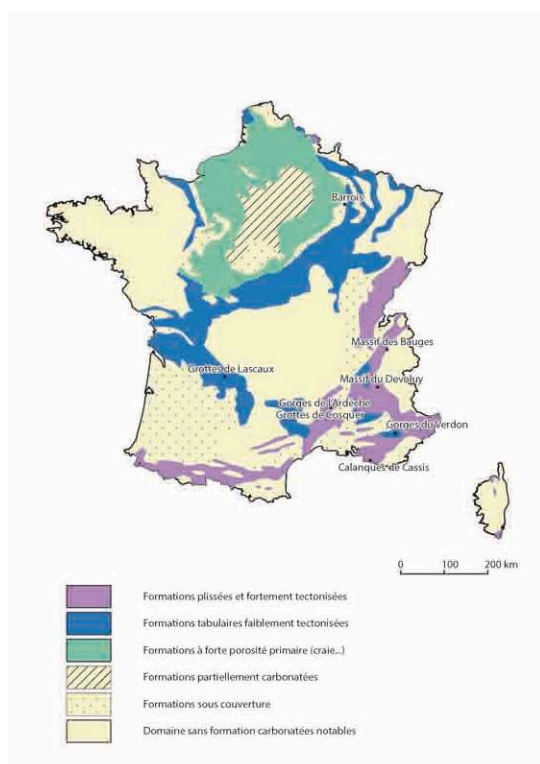 Barrois
Massif des Bauges
Grottes de Lascaux
Massif du Devoluy
Gorges de l'Ardèche
Grottes de Cosquer
Gorges du Verdon
Calanques de Cassis
0 100 200 km
Formations plissées et fortement tectonisées
Formations tabulaires faiblement tectonisées
Formations à forte porosité primaire (craie...)
Formations partiellement carbonatées
Formations sous couverture
Domaine sans formation carbonatées notables